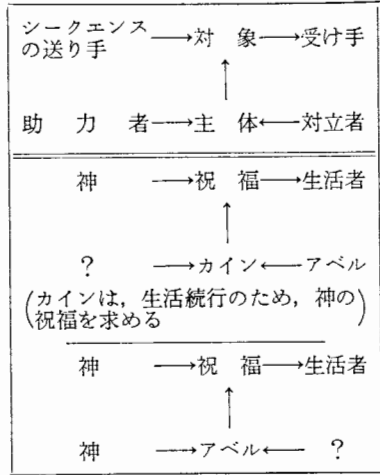 シークエンスの送り手 ⟶ 対　象 ⟶ 受け手
↑
助　力　者 ⟶ 主　体 ⟵ 対立者
神 ⟶ 祝　福 ⟶ 生活者
↑
？ ⟶ カイン ⟵ アベル
(カインは，生活続行のため，神の
祝福を求める)
神 ⟶ 祝　福 ⟶ 生活者
↑
神 ⟶ アベル ⟵ ？